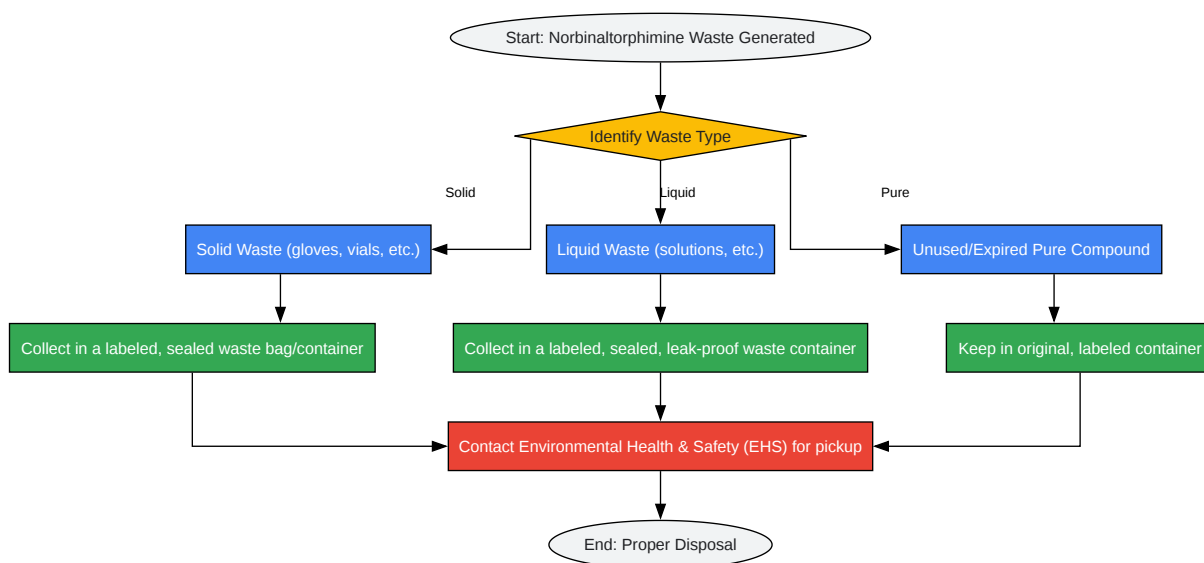 Start: Norbinaltorphimine Waste Generated
Identify Waste Type
Solid
Liquid
Pure
Solid Waste (gloves, vials, etc.)
Liquid Waste (solutions, etc.)
Unused/Expired Pure Compound
Collect in a labeled, sealed waste bag/container
Collect in a labeled, sealed, leak-proof waste container
Keep in original, labeled container
Contact Environmental Health & Safety (EHS) for pickup
End: Proper Disposal